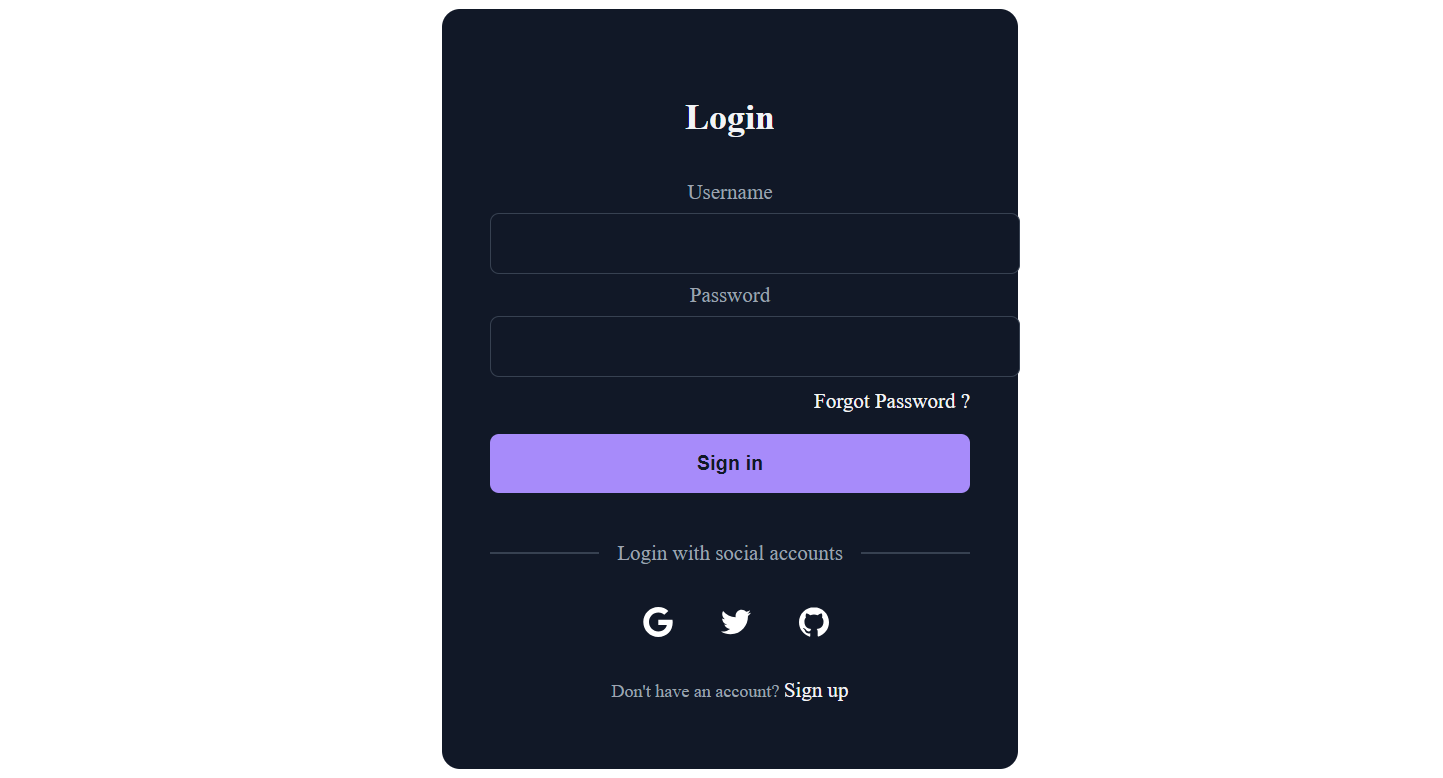 Login
Username
Password
Forgot Password ?
Sign in
Login with social accounts
Don't have an account? Sign up